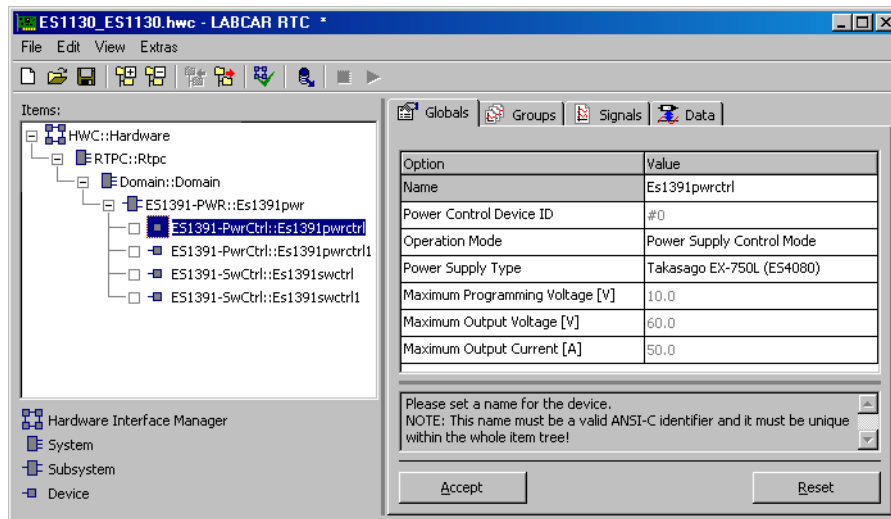 ES1130_ES1130.hwc - LABCAR RTC *
File Edit View Extras
Items:
HWC::Hardware
RTPC::Rtpc
Domain::Domain
ES1391-PWR::Es1391pwr
ES1391-PwrCtrl::Es1391pwrctrl
ES1391-PwrCtrl::Es1391pwrctrl1
ES1391-SwCtrl::Es1391swctrl
ES1391-SwCtrl::Es1391swctrl1
Hardware Interface Manager
System
Subsystem
Device
Globals Groups Signals Data
Option Value
Name Es1391pwrctrl
Power Control Device ID #0
Operation Mode Power Supply Control Mode
Power Supply Type Takasago EX-750L (ES4080)
Maximum Programming Voltage [V] 10.0
Maximum Output Voltage [V] 60.0
Maximum Output Current [A] 50.0
Please set a name for the device.
NOTE: This name must be a valid ANSI-C identifier and it must be unique
within the whole item tree!
Accept Reset